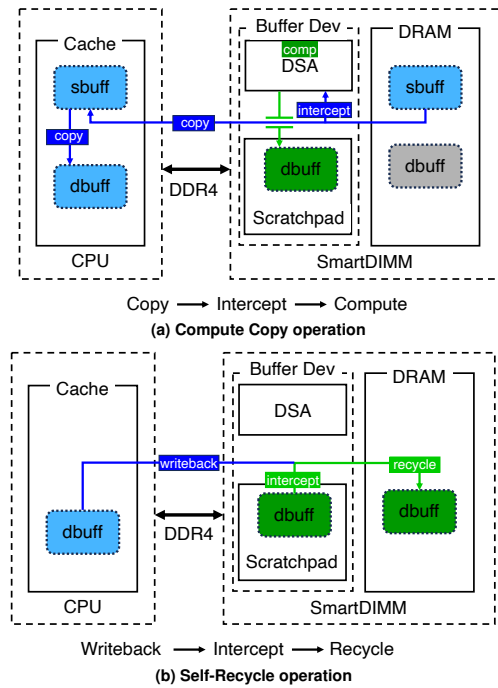 Buffer Dev
Cache
DRAM
comp
DSA
sbuff
sbuff
intercept
copy
copy
dbuff
dbuff
dbuff
DDR4
Scratchpad
CPU
SmartDIMM
Copy Intercept Compute
(a) Compute Copy operation
Buffer Dev
Cache
DRAM
DSA
writeback
recycle
intercept
dbuff
dbuff
dbuff
DDR4
Scratchpad
CPU
SmartDIMM
Writeback Intercept Recycle
(b) Self-Recycle operation